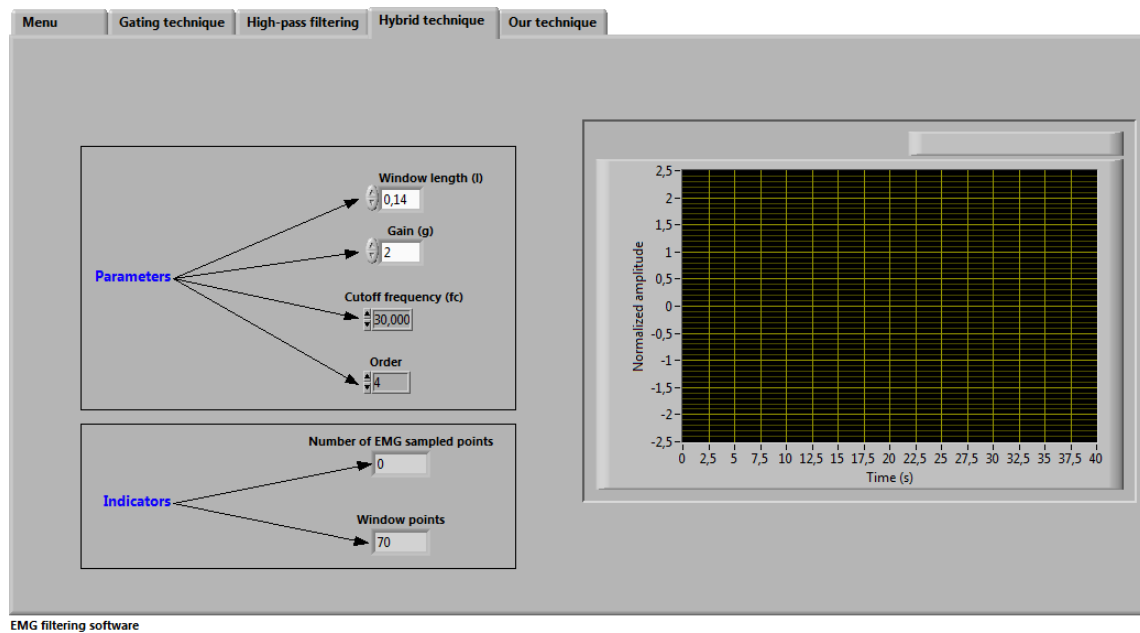 Menu Gating technique High-pass filtering Hybrid technique Our technique
Window length (l)
0,14
Gain (g)
2
Parameters
Cutoff frequency (fc)
30,000
Order
4
Number of EMG sampled points
0
Indicators
Window points
70
Normalized amplitude
2,5
2
1,5
1
0,5
0
-0,5
-1
-1,5
-2
-2,5
0 2,5 5 7,5 10 12,5 15 17,5 20 22,5 25 27,5 30 32,5 35 37,5 40
Time (s)
EMG filtering software